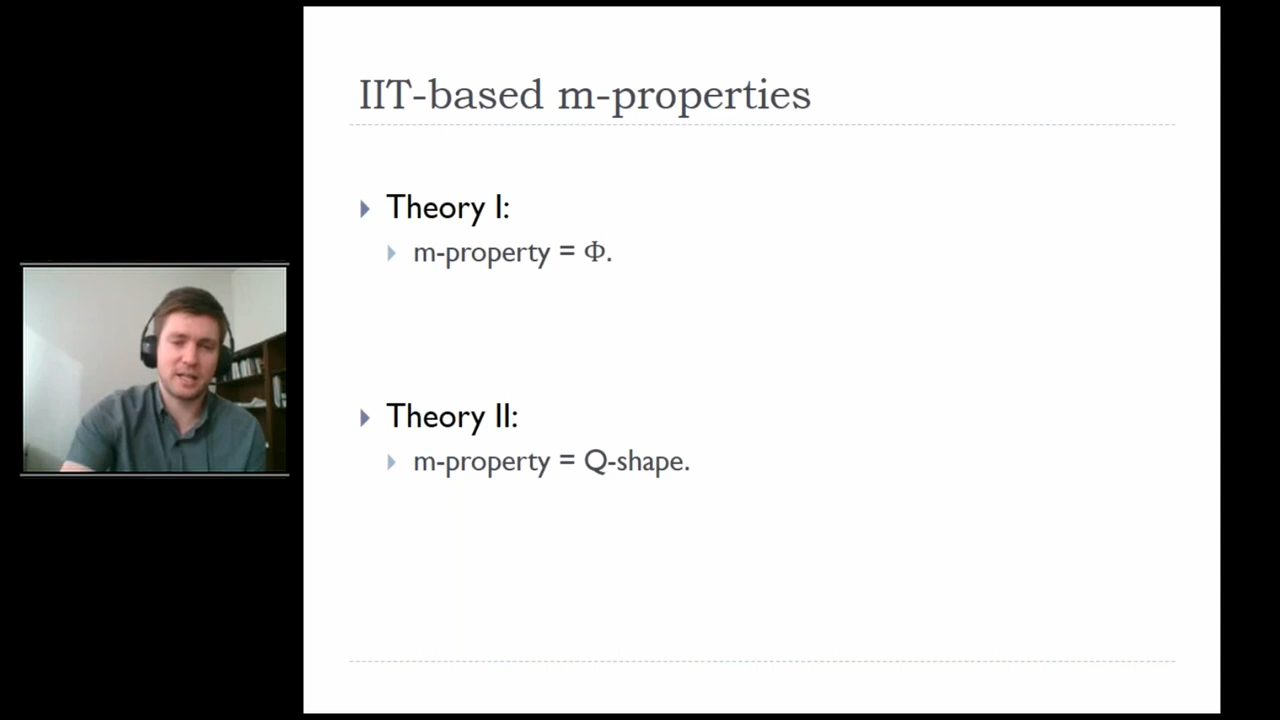 IIT-based m-properties
Theory I:
m-property = Φ.
Theory II:
m-property = Q-shape.